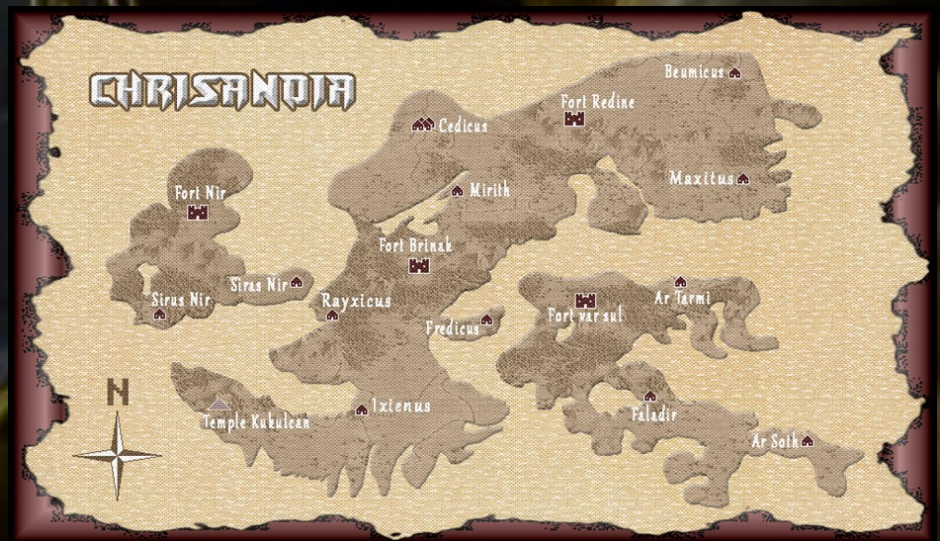 CHRISANDIA
Beumicus
Fort Redine
Cedicus
Maxitus
Mirith
Fort Nir
Fort Brinak
Siras Nir
Sirus Nir
Rayxicus
Ar Tarmi
Fort var sul
Fredicus
N
Temple Kukulcan
Ixienus
Faladir
Ar Soth